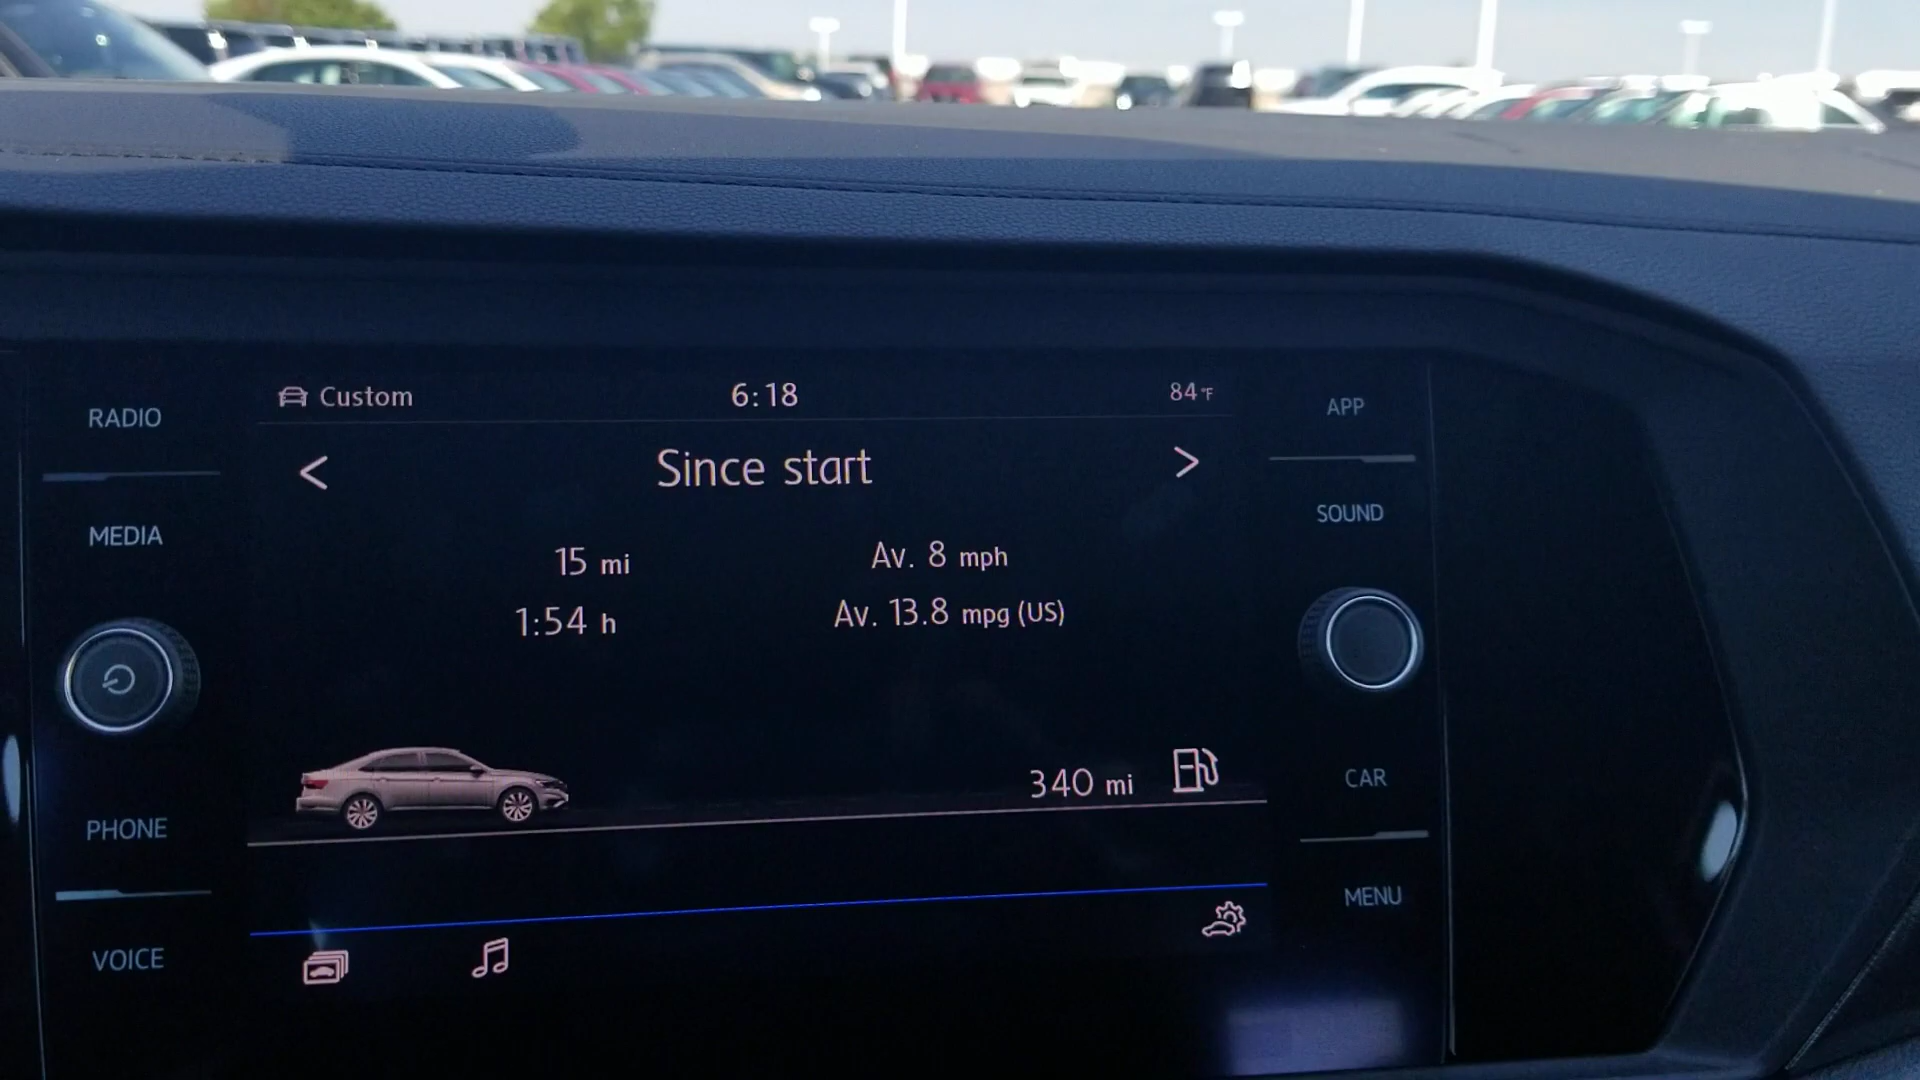 RADIO
MEDIA
PHONE
VOICE
Custom
6:18
84°F
< Since start >
15 mi
Av. 8 mph
1:54 h
Av. 13.8 mpg (US)
340 mi
APP
SOUND
CAR
MENU